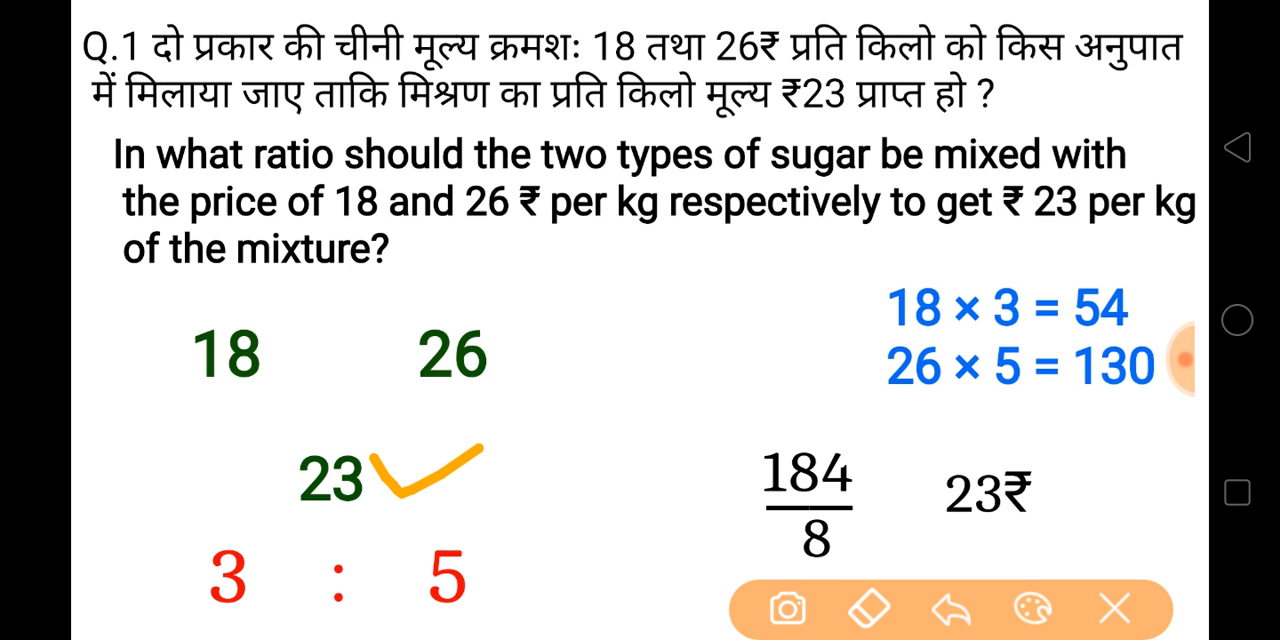 Q.1 दो प्रकार की चीनी मूल्य क्रमशः 18 तथा 26₹ प्रति किलो को किस अनुपात
में मिलाया जाए ताकि मिश्रण का प्रति किलो मूल्य ₹23 प्राप्त हो ?
In what ratio should the two types of sugar be mixed with
the price of 18 and 26 ₹ per kg respectively to get ₹ 23 per kg
of the mixture?
18 × 3 = 54
26 × 5 = 130
18 26
23
184
8
23₹
3 : 5